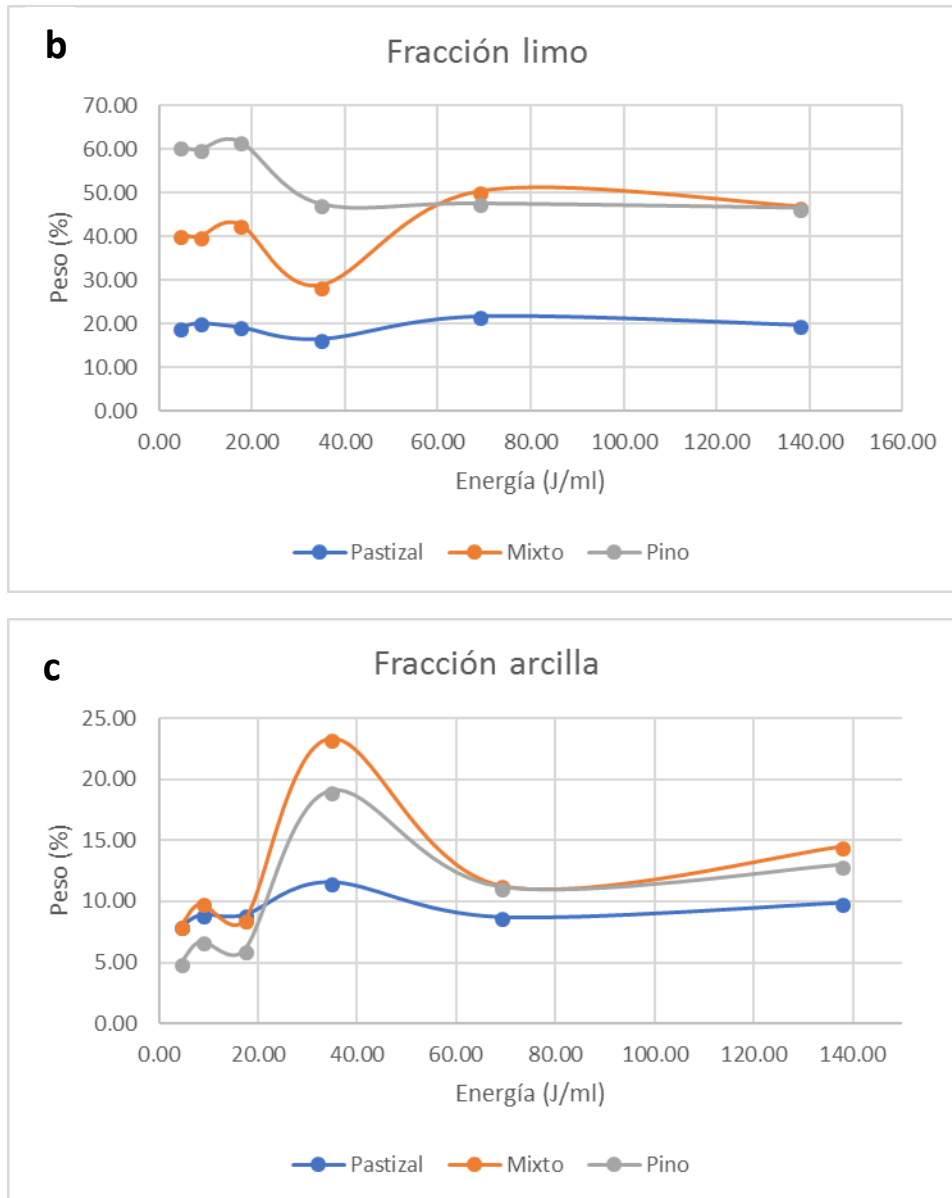 b
Fracción limo
70.00
60.00
50.00
40.00
30.00
20.00
10.00
0.00
Peso (%)
0.00 20.00 40.00 60.00 80.00 100.00 120.00 140.00 160.00
Energía (J/ml)
Pastizal Mixto Pino
c
Fracción arcilla
25.00
20.00
15.00
10.00
5.00
0.00
Peso (%)
0.00 20.00 40.00 60.00 80.00 100.00 120.00 140.00
Energía (J/ml)
Pastizal Mixto Pino